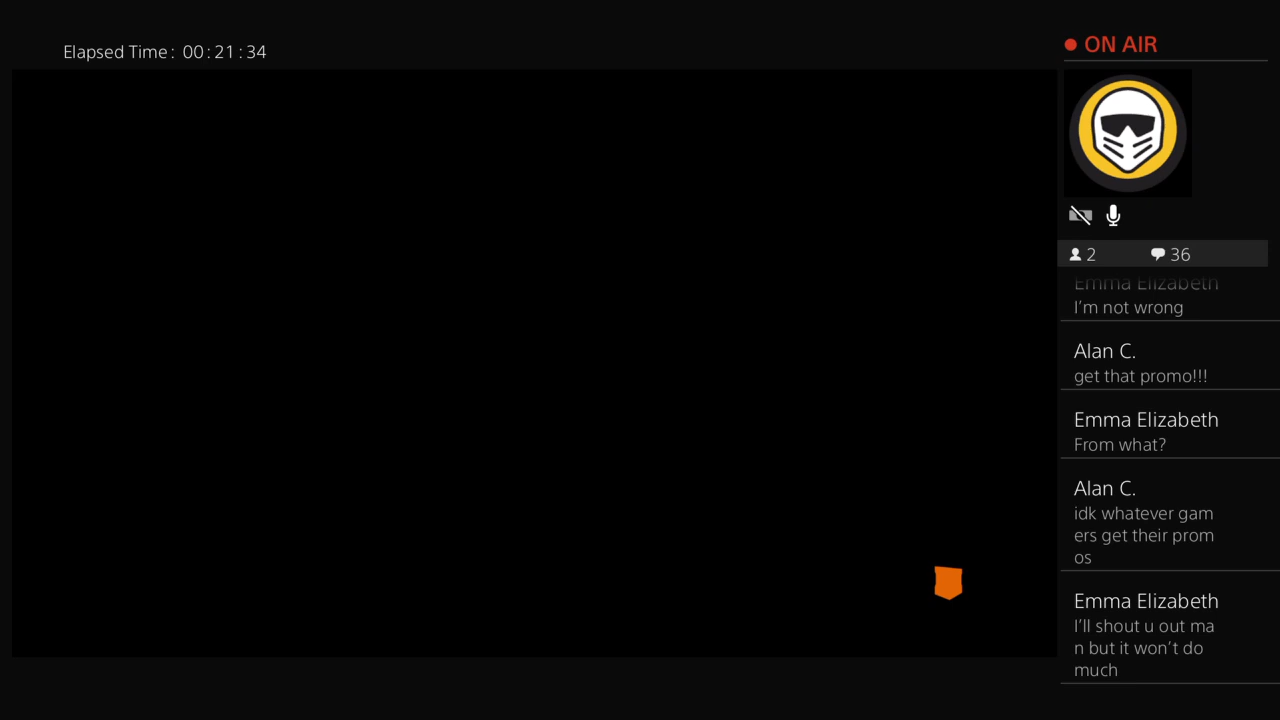 Elapsed Time: 00:21:34
ON AIR
2 36
Emma Elizabeth
I'm not wrong
Alan C.
get that promo!!!
Emma Elizabeth
From what?
Alan C.
idk whatever gam
ers get their prom
os
Emma Elizabeth
I'll shout u out ma
n but it won't do
much